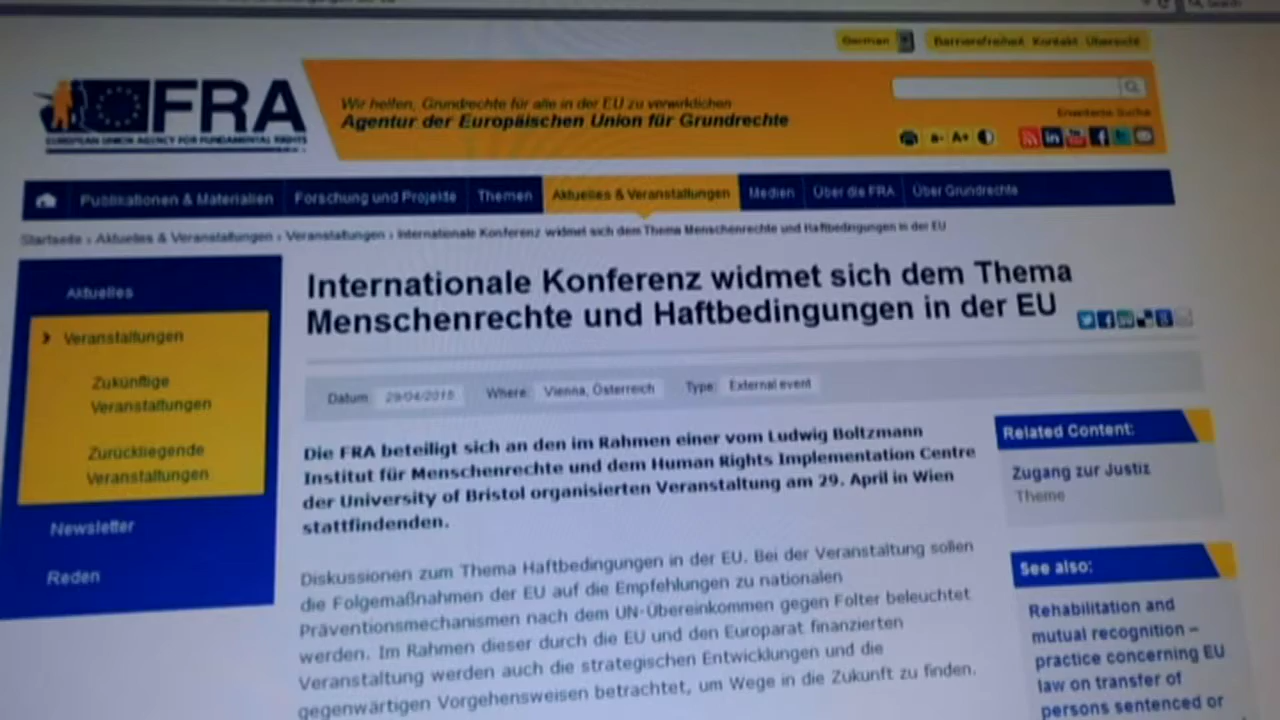 German
Barrierefreiheit Kontakt Übersicht
FRA
EUROPEAN UNION AGENCY FOR FUNDAMENTAL RIGHTS
Wir helfen, Grundrechte für alle in der EU zu verwirklichen
Agentur der Europäischen Union für Grundrechte
Erweiterte Suche
a- A+
Publikationen & Materialien Forschung und Projekte Themen Aktuelles & Veranstaltungen Medien Über die FRA Über Grundrechte
Startseite › Aktuelles & Veranstaltungen › Veranstaltungen › Internationale Konferenz widmet sich dem Thema Menschenrechte und Haftbedingungen in der EU
Aktuelles
Veranstaltungen
Zukünftige
Veranstaltungen
Zurückliegende
Veranstaltungen
Newsletter
Reden
Internationale Konferenz widmet sich dem Thema
Menschenrechte und Haftbedingungen in der EU
Datum: Where: Vienna, Österreich Type: External event
Die FRA beteiligt sich an den im Rahmen einer vom Ludwig Boltzmann
Institut für Menschenrechte und dem Human Rights Implementation Centre
der University of Bristol organisierten Veranstaltung am 29. April in Wien
stattfindenden.
Diskussionen zum Thema Haftbedingungen in der EU. Bei der Veranstaltung sollen
die Folgemaßnahmen der EU auf die Empfehlungen zu nationalen
Präventionsmechanismen nach dem UN-Übereinkommen gegen Folter beleuchtet
werden. Im Rahmen dieser durch die EU und den Europarat finanzierten
Veranstaltung werden auch die strategischen Entwicklungen und die
gegenwärtigen Vorgehensweisen betrachtet, um Wege in die Zukunft zu finden.
Related Content:
Zugang zur Justiz
Theme
See also:
Rehabilitation and
mutual recognition –
practice concerning EU
law on transfer of
persons sentenced or